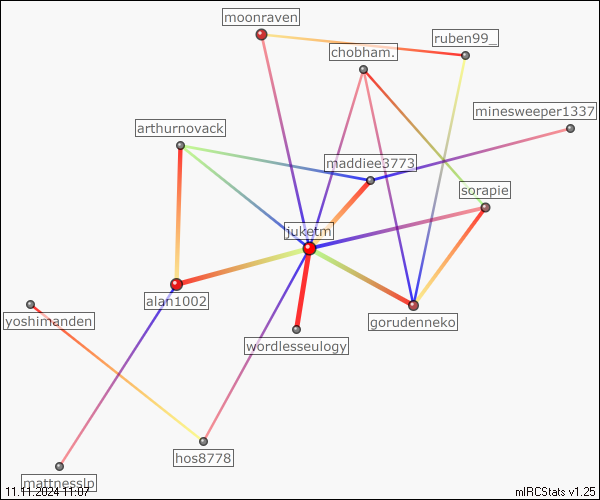 moonraven
ruben99_
chobham.
minesweeper1337
arthurnovack
maddiee3773
sorapie
juketm
alan1002
yoshimanden
gorudenneko
wordlesseulogy
hos8778
mattnesslp
11.11.2024 11:07
mIRCStats v1.25